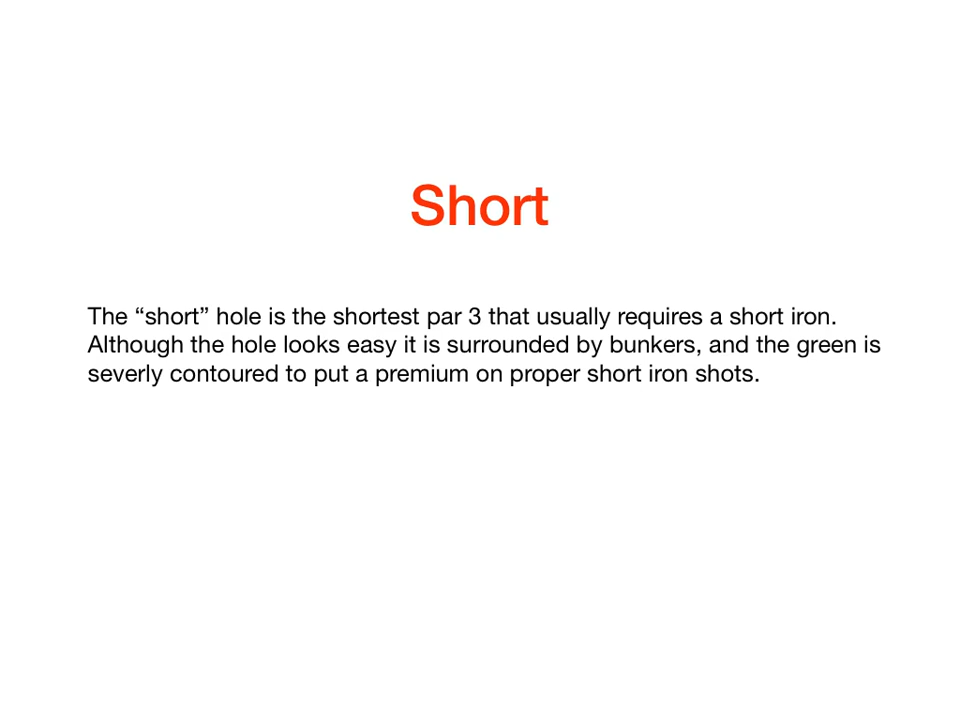 Short
The “short” hole is the shortest par 3 that usually requires a short iron.
Although the hole looks easy it is surrounded by bunkers, and the green is
severly contoured to put a premium on proper short iron shots.